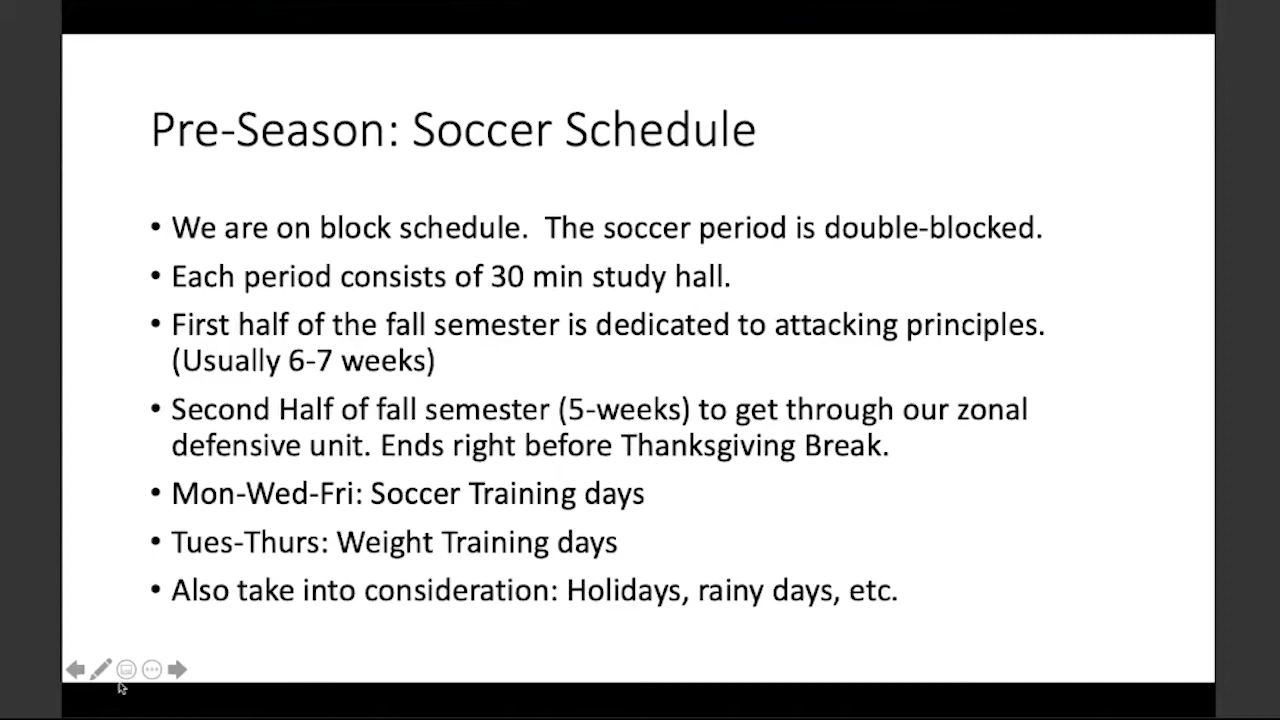 Pre-Season: Soccer Schedule
• We are on block schedule.  The soccer period is double-blocked.
• Each period consists of 30 min study hall.
• First half of the fall semester is dedicated to attacking principles.
(Usually 6-7 weeks)
• Second Half of fall semester (5-weeks) to get through our zonal
defensive unit. Ends right before Thanksgiving Break.
• Mon-Wed-Fri: Soccer Training days
• Tues-Thurs: Weight Training days
• Also take into consideration: Holidays, rainy days, etc.